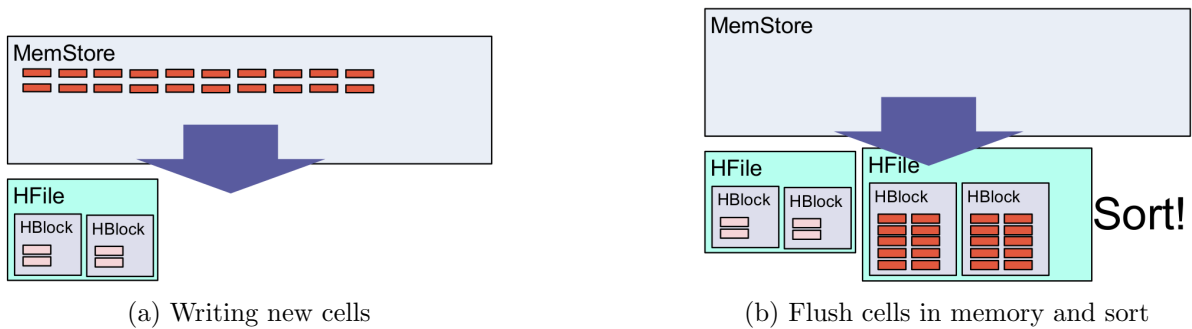 MemStore
HFile
HBlock
HBlock
(a) Writing new cells
MemStore
HFile
HBlock
HBlock
HFile
HBlock
HBlock
Sort!
(b) Flush cells in memory and sort